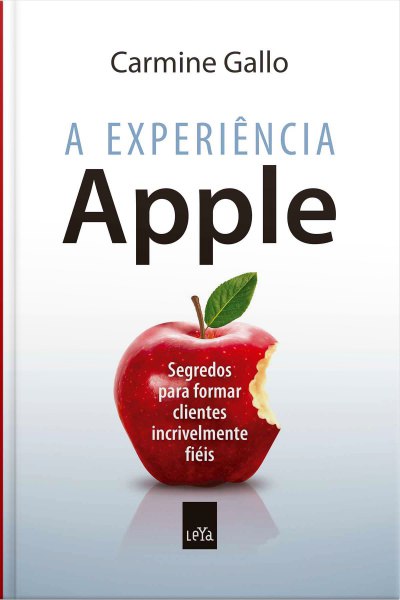 Carmine Gallo
A EXPERIÊNCIA
Apple
Segredos
para formar
clientes
incrivelmente
fiéis
LeYa